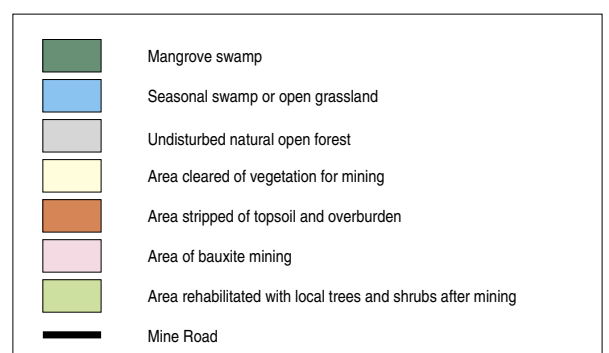 Mangrove swamp
Seasonal swamp or open grassland
Undisturbed natural open forest
Area cleared of vegetation for mining
Area stripped of topsoil and overburden
Area of bauxite mining
Area rehabilitated with local trees and shrubs after mining
Mine Road